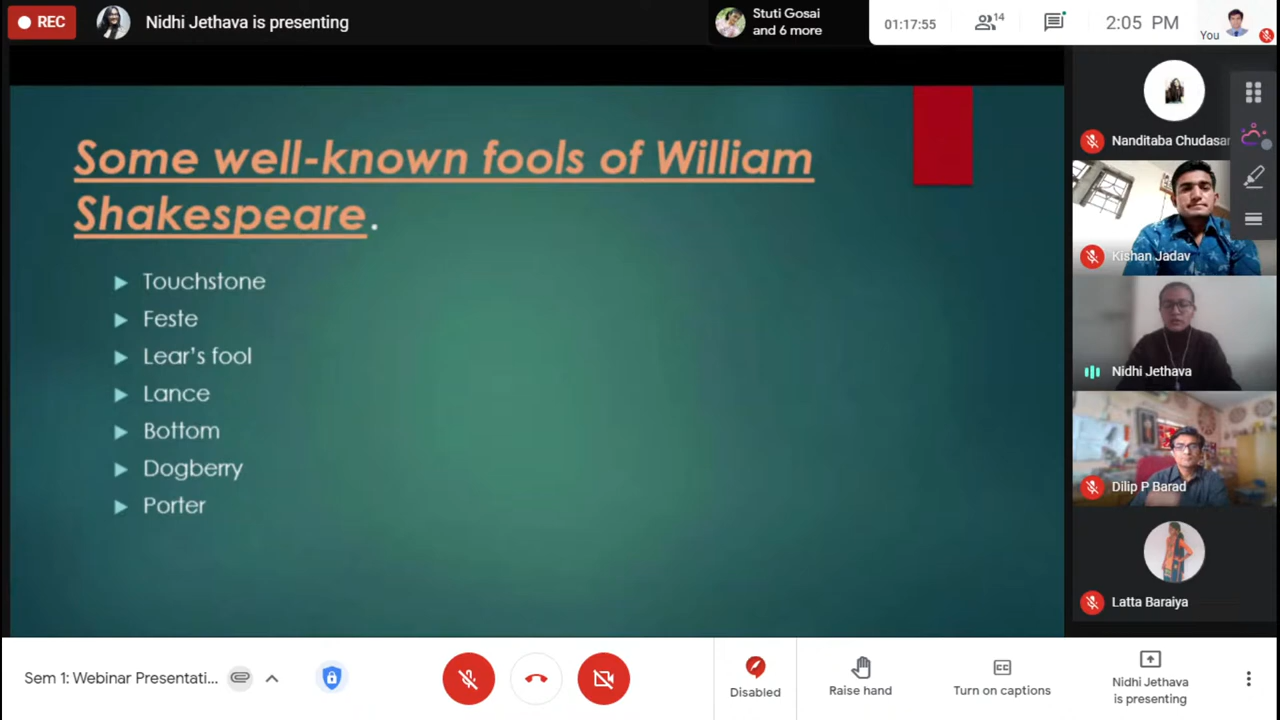 REC
Nidhi Jethava is presenting
Stuti Gosai
and 6 more
01:17:55
14
2:05 PM
You
Some well-known fools of William
Shakespeare.
Touchstone
Feste
Lear's fool
Lance
Bottom
Dogberry
Porter
Nanditaba Chudasar
Kishan Jadav
Nidhi Jethava
Dilip P Barad
Latta Baraiya
Sem 1: Webinar Presentati...
Disabled
Raise hand
Turn on captions
Nidhi Jethava
is presenting